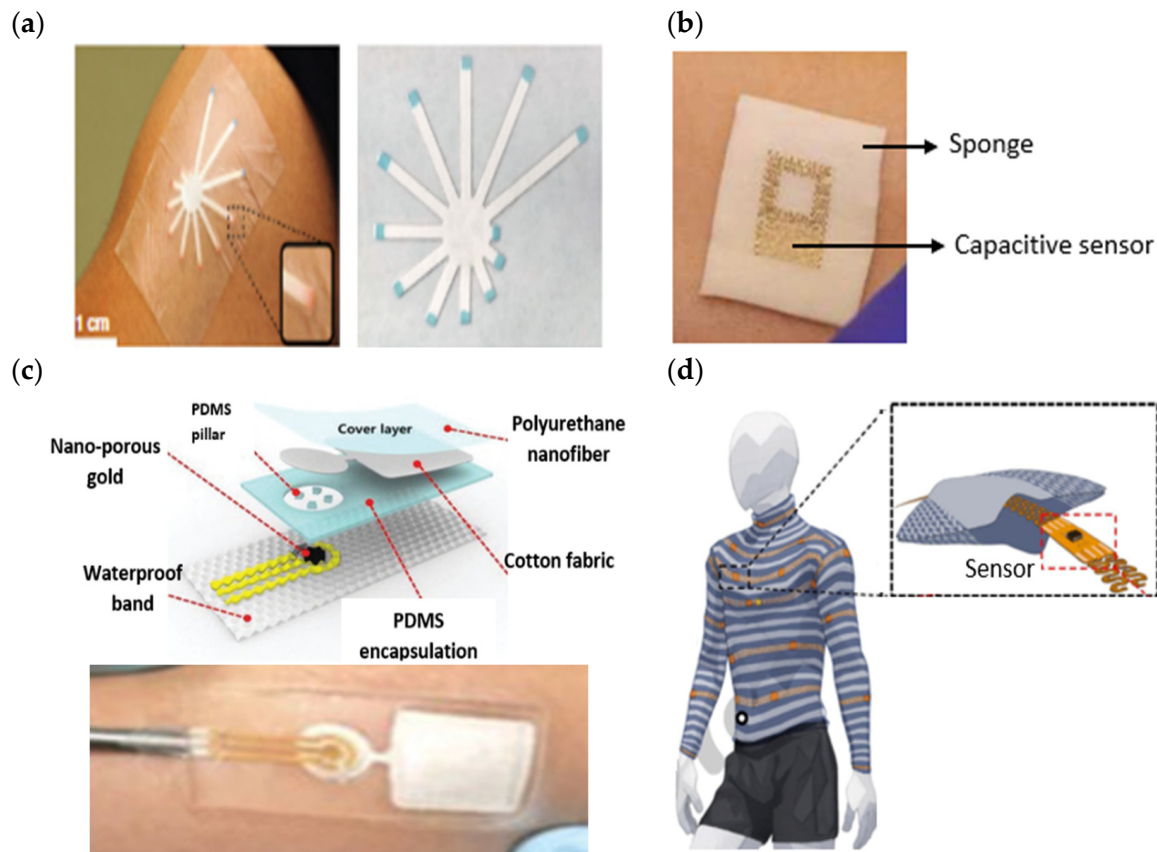 (a)
1 cm
(b)
Sponge
Capacitive sensor
(c)
PDMS
pillar
Cover layer
Polyurethane
nanofiber
Nano-porous
gold
Cotton fabric
Waterproof
band
PDMS
encapsulation
(d)
Sensor